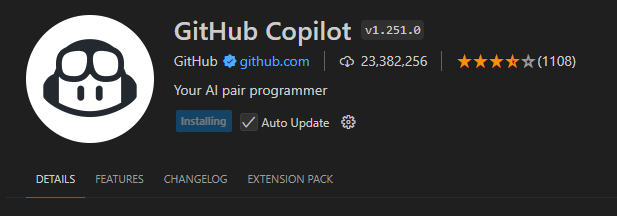 GitHub Copilot v1.251.0
GitHub github.com 23,382,256 (1108)
Your AI pair programmer
Installing Auto Update
DETAILS FEATURES CHANGELOG EXTENSION PACK